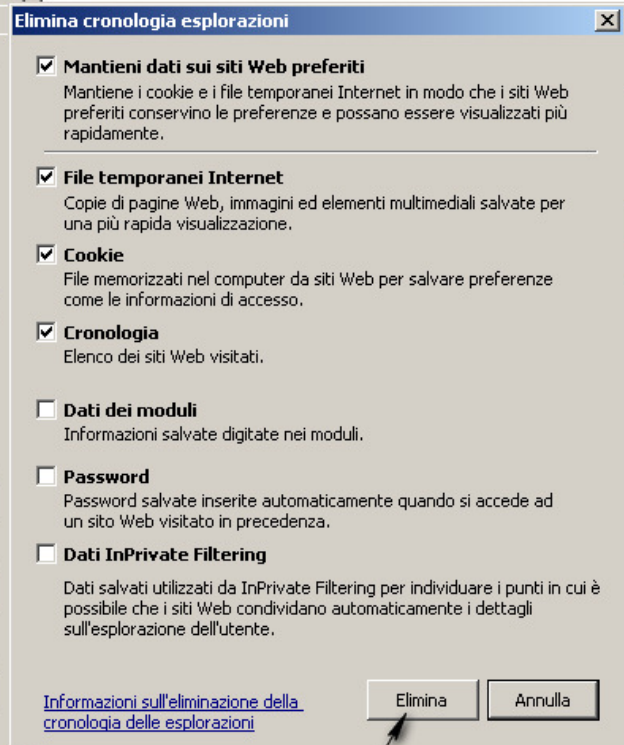 Elimina cronologia esplorazioni
Mantieni dati sui siti Web preferiti
Mantiene i cookie e i file temporanei Internet in modo che i siti Web
preferiti conservino le preferenze e possano essere visualizzati più
rapidamente.
File temporanei Internet
Copie di pagine Web, immagini ed elementi multimediali salvate per
una più rapida visualizzazione.
Cookie
File memorizzati nel computer da siti Web per salvare preferenze
come le informazioni di accesso.
Cronologia
Elenco dei siti Web visitati.
Dati dei moduli
Informazioni salvate digitate nei moduli.
Password
Password salvate inserite automaticamente quando si accede ad
un sito Web visitato in precedenza.
Dati InPrivate Filtering
Dati salvati utilizzati da InPrivate Filtering per individuare i punti in cui è
possibile che i siti Web condividano automaticamente i dettagli
sull'esplorazione dell'utente.
Informazioni sull'eliminazione della
cronologia delle esplorazioni
Elimina
Annulla